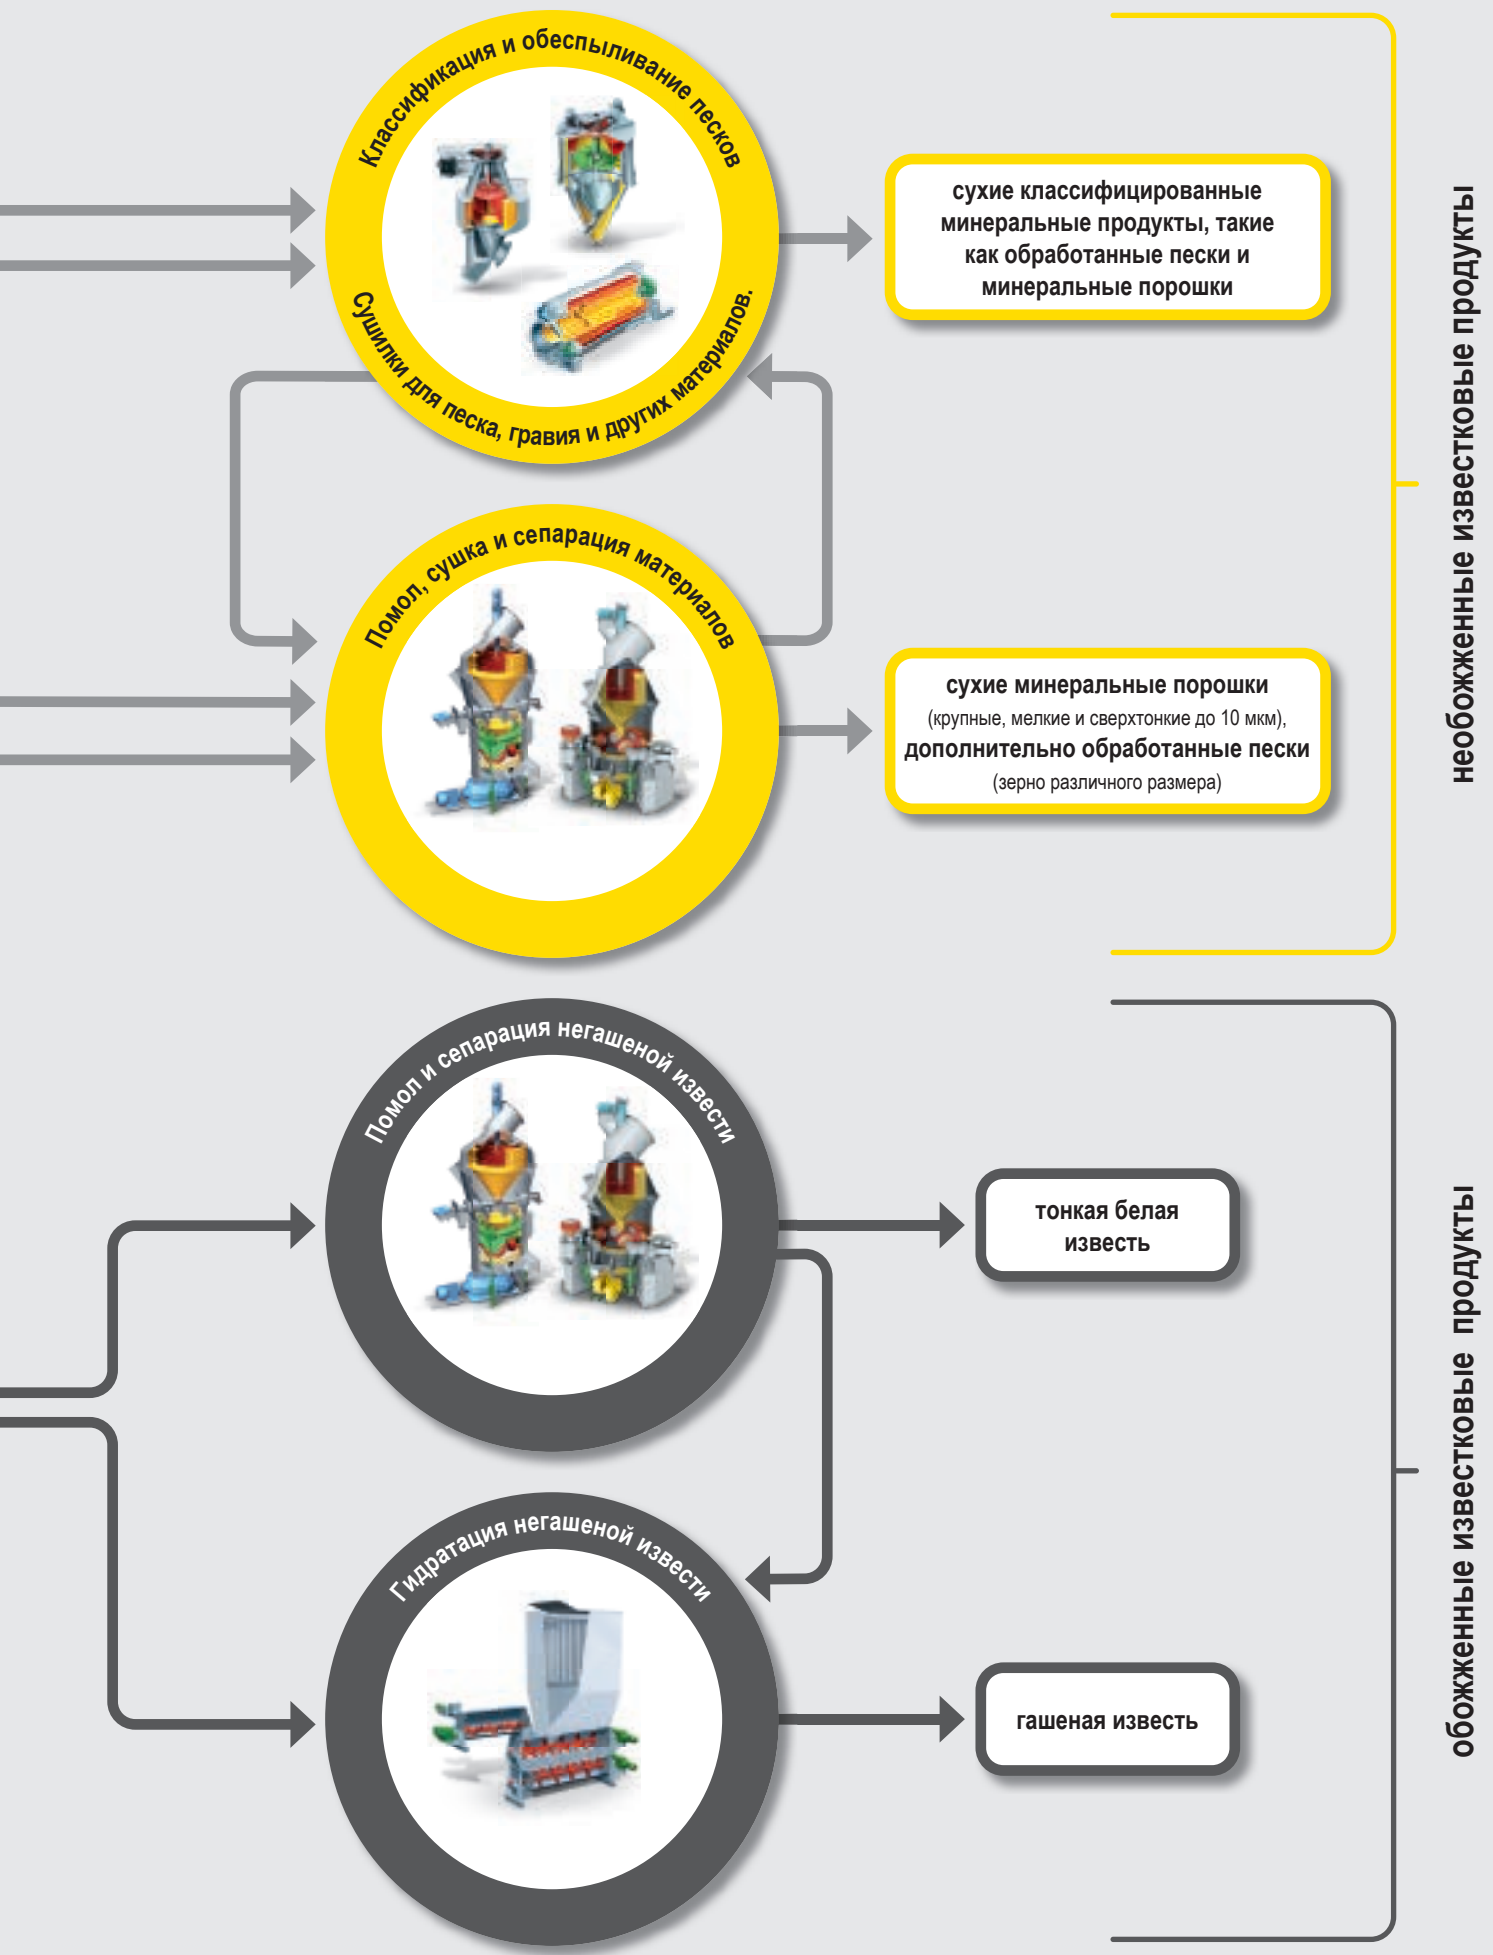 Классификация и обеспыливание песков
Сушилки для песка, гравия и других материалов.
сухие классифицированные
минеральные продукты, такие
как обработанные пески и
минеральные порошки
Помол, сушка и сепарация материалов
сухие минеральные порошки
(крупные, мелкие и сверхтонкие до 10 мкм),
дополнительно обработанные пески
(зерно различного размера)
необожженные известковые продукты
Помол и сепарация негашеной извести
тонкая белая
известь
Гидратация негашеной извести
гашеная известь
обожженные известковые продукты